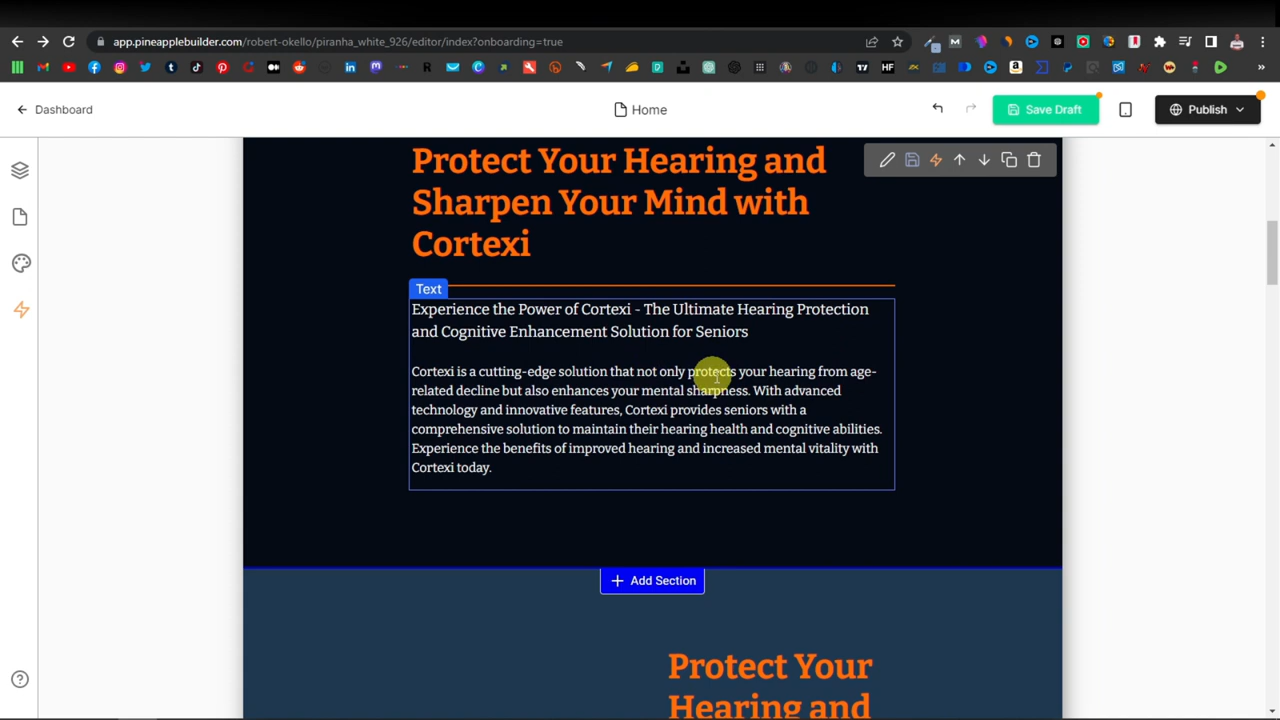 app.pineapplebuilder.com/robert-okello/piranha_white_926/editor/index?onboarding=true
Dashboard
Home
Save Draft
Publish
Protect Your Hearing and
Sharpen Your Mind with
Cortexi
Text
Experience the Power of Cortexi - The Ultimate Hearing Protection
and Cognitive Enhancement Solution for Seniors
Cortexi is a cutting-edge solution that not only protects your hearing from age-
related decline but also enhances your mental sharpness. With advanced
technology and innovative features, Cortexi provides seniors with a
comprehensive solution to maintain their hearing health and cognitive abilities.
Experience the benefits of improved hearing and increased mental vitality with
Cortexi today.
Add Section
Protect Your
Hearing and